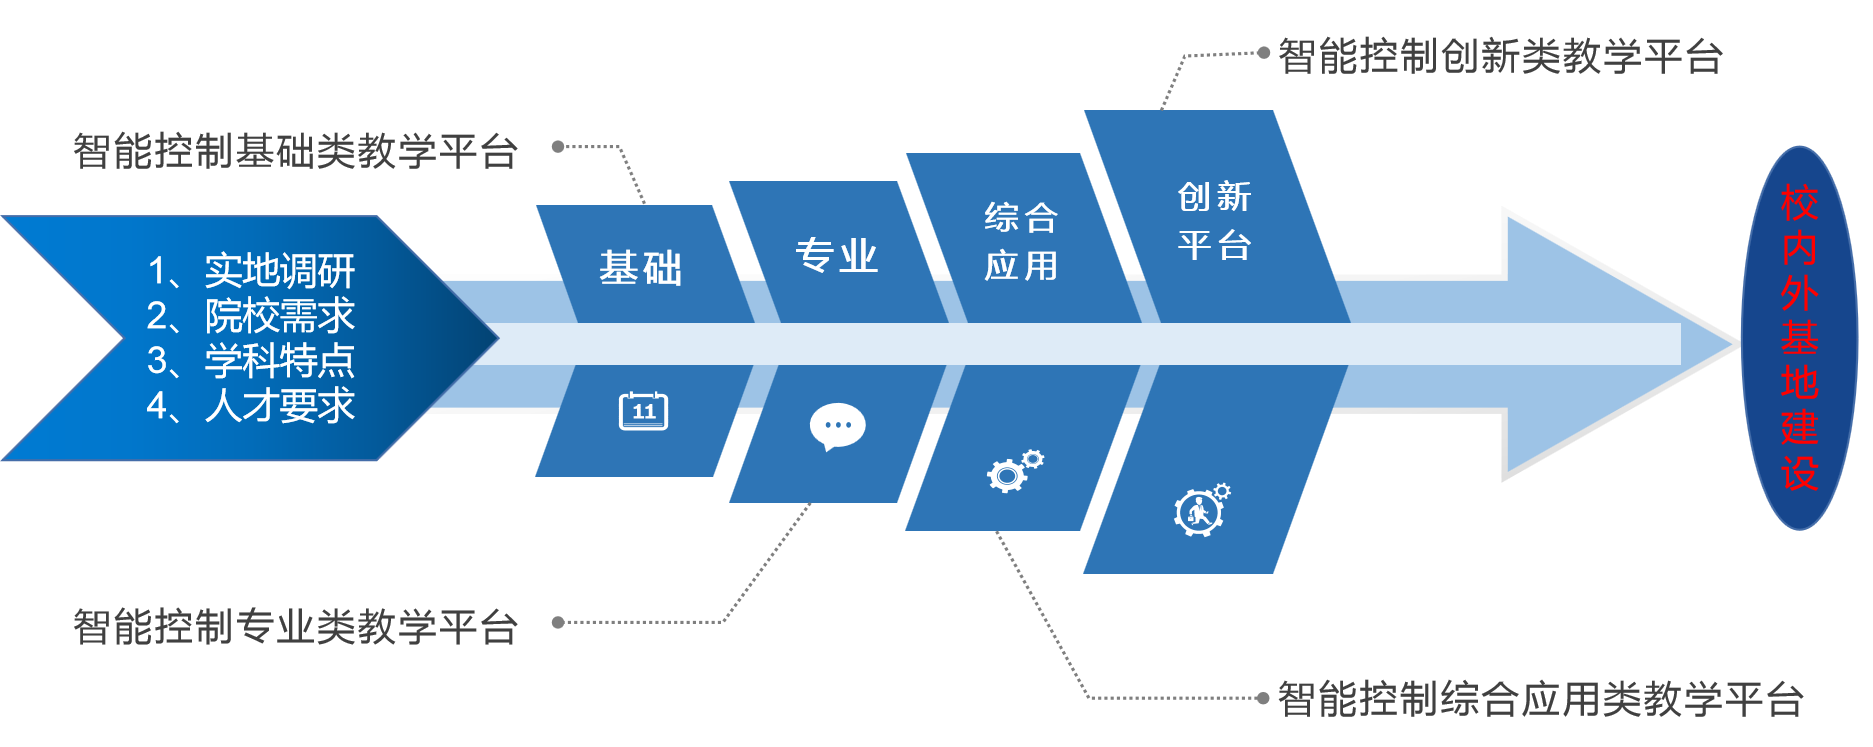 智能控制创新类教学平台
智能控制基础类教学平台
1、实地调研
2、院校需求
3、学科特点
4、人才要求
基础
专业
综合
应用
创新
平台
11
校
内
外
基
地
建
设
智能控制专业类教学平台
智能控制综合应用类教学平台